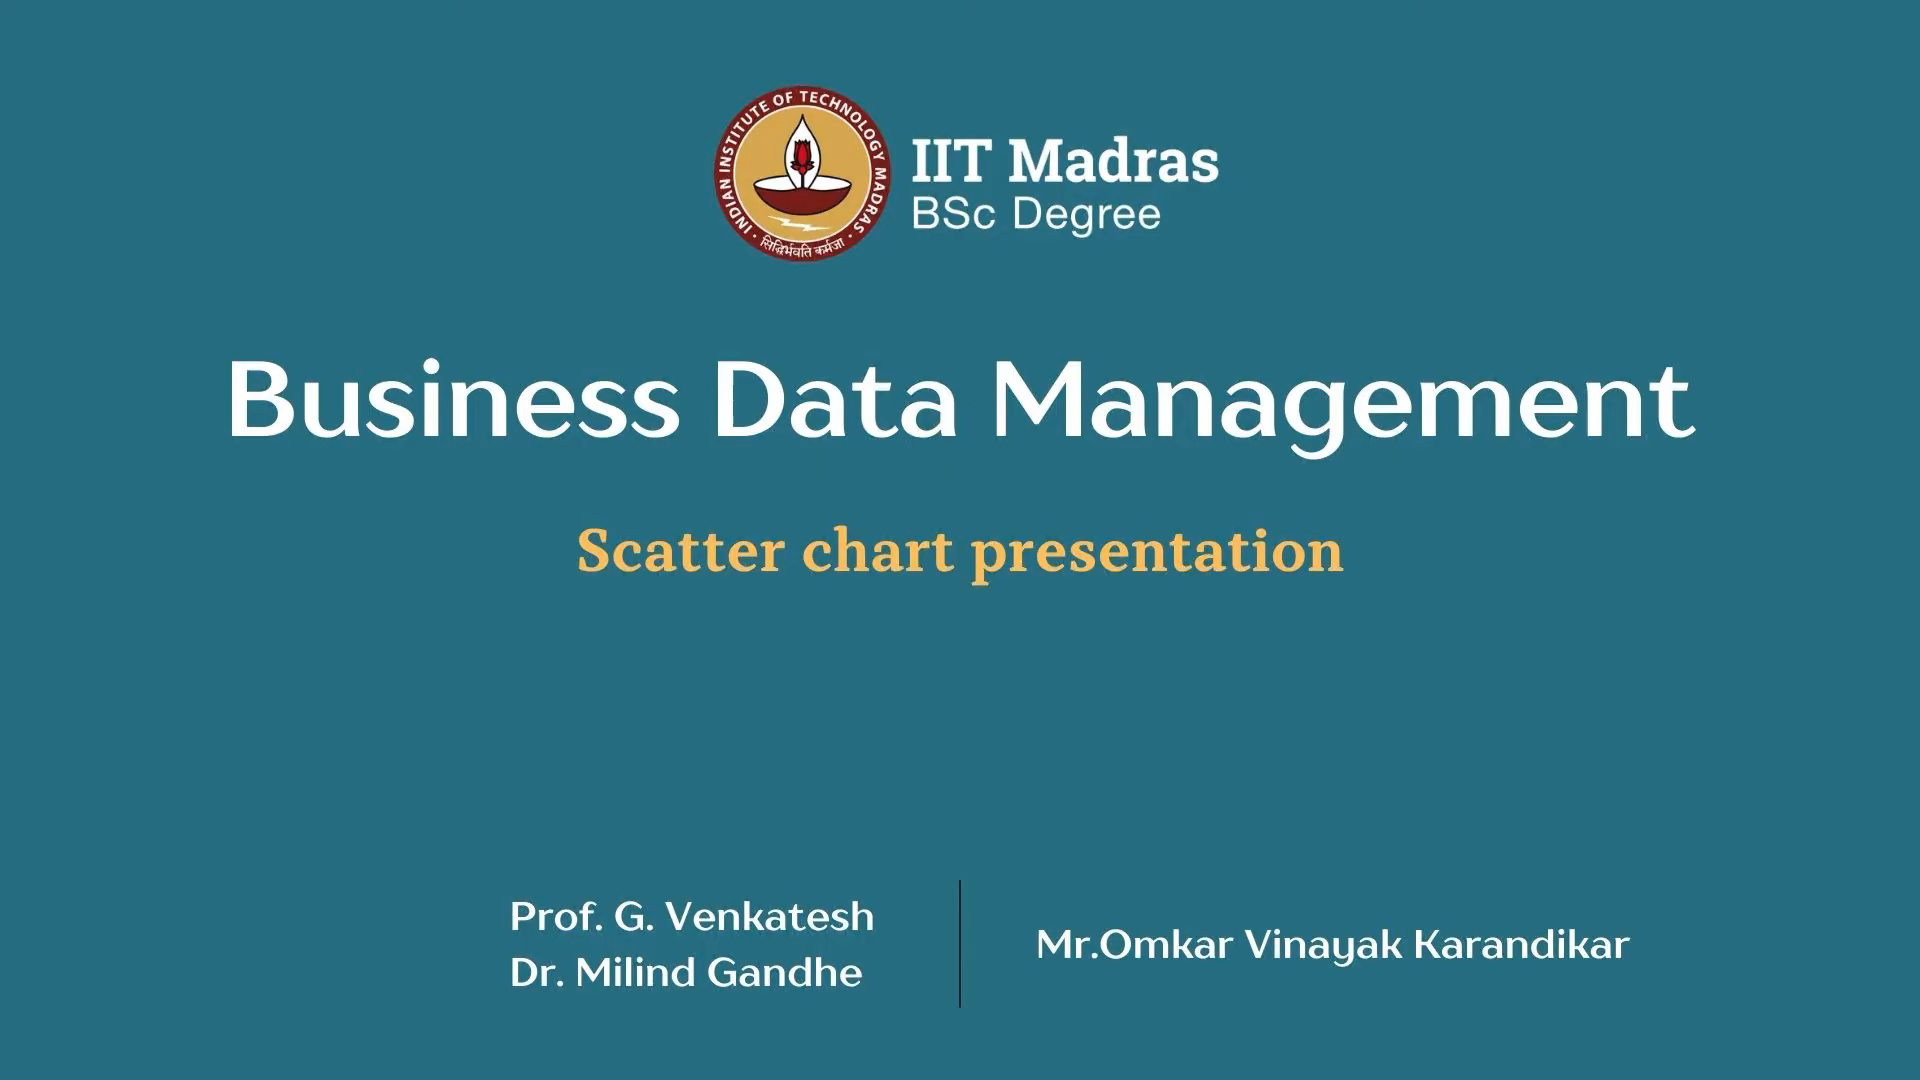 INDIAN INSTITUTE OF TECHNOLOGY MADRAS
सिद्धिर्भवति कर्मजा
IIT Madras
BSc Degree
Business Data Management
Scatter chart presentation
Prof. G. Venkatesh
Dr. Milind Gandhe
Mr.Omkar Vinayak Karandikar